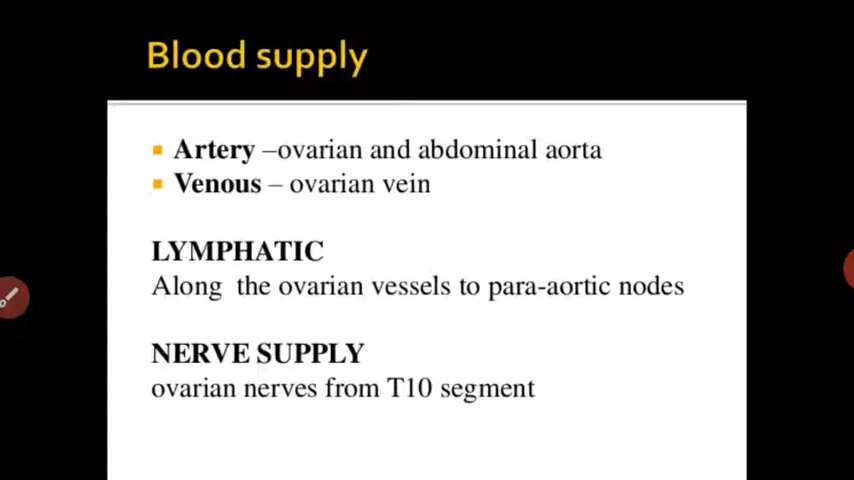 Blood supply
Artery –ovarian and abdominal aorta
Venous – ovarian vein
LYMPHATIC
Along the ovarian vessels to para-aortic nodes
NERVE SUPPLY
ovarian nerves from T10 segment